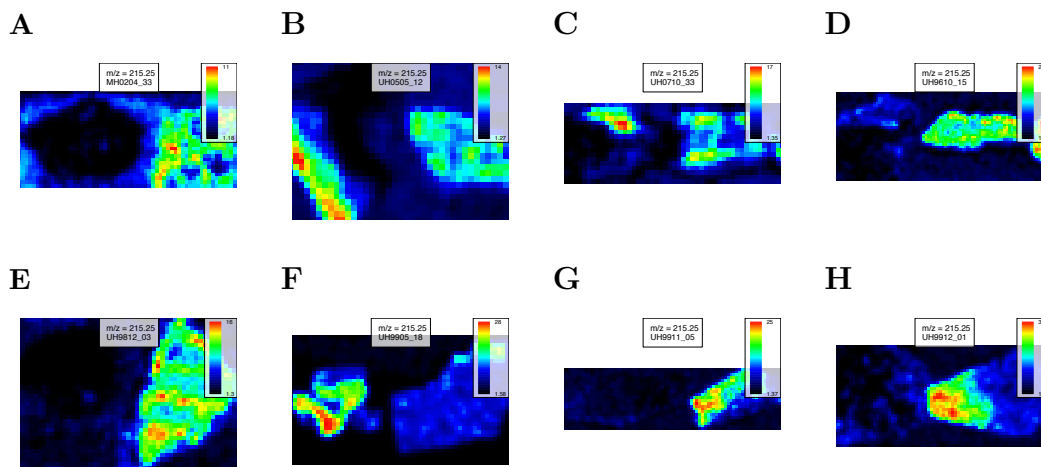 A
B
C
D
m/z = 215.25
MH0204_33
11
1.18
m/z = 215.25
UH0505_12
14
1.27
m/z = 215.25
UH0710_33
17
1.35
m/z = 215.25
UH9610_15
E
F
G
H
m/z = 215.25
UH9812_03
16
1.3
m/z = 215.25
UH9905_18
28
1.58
m/z = 215.25
UH9911_05
25
1.37
m/z = 215.25
UH9912_01